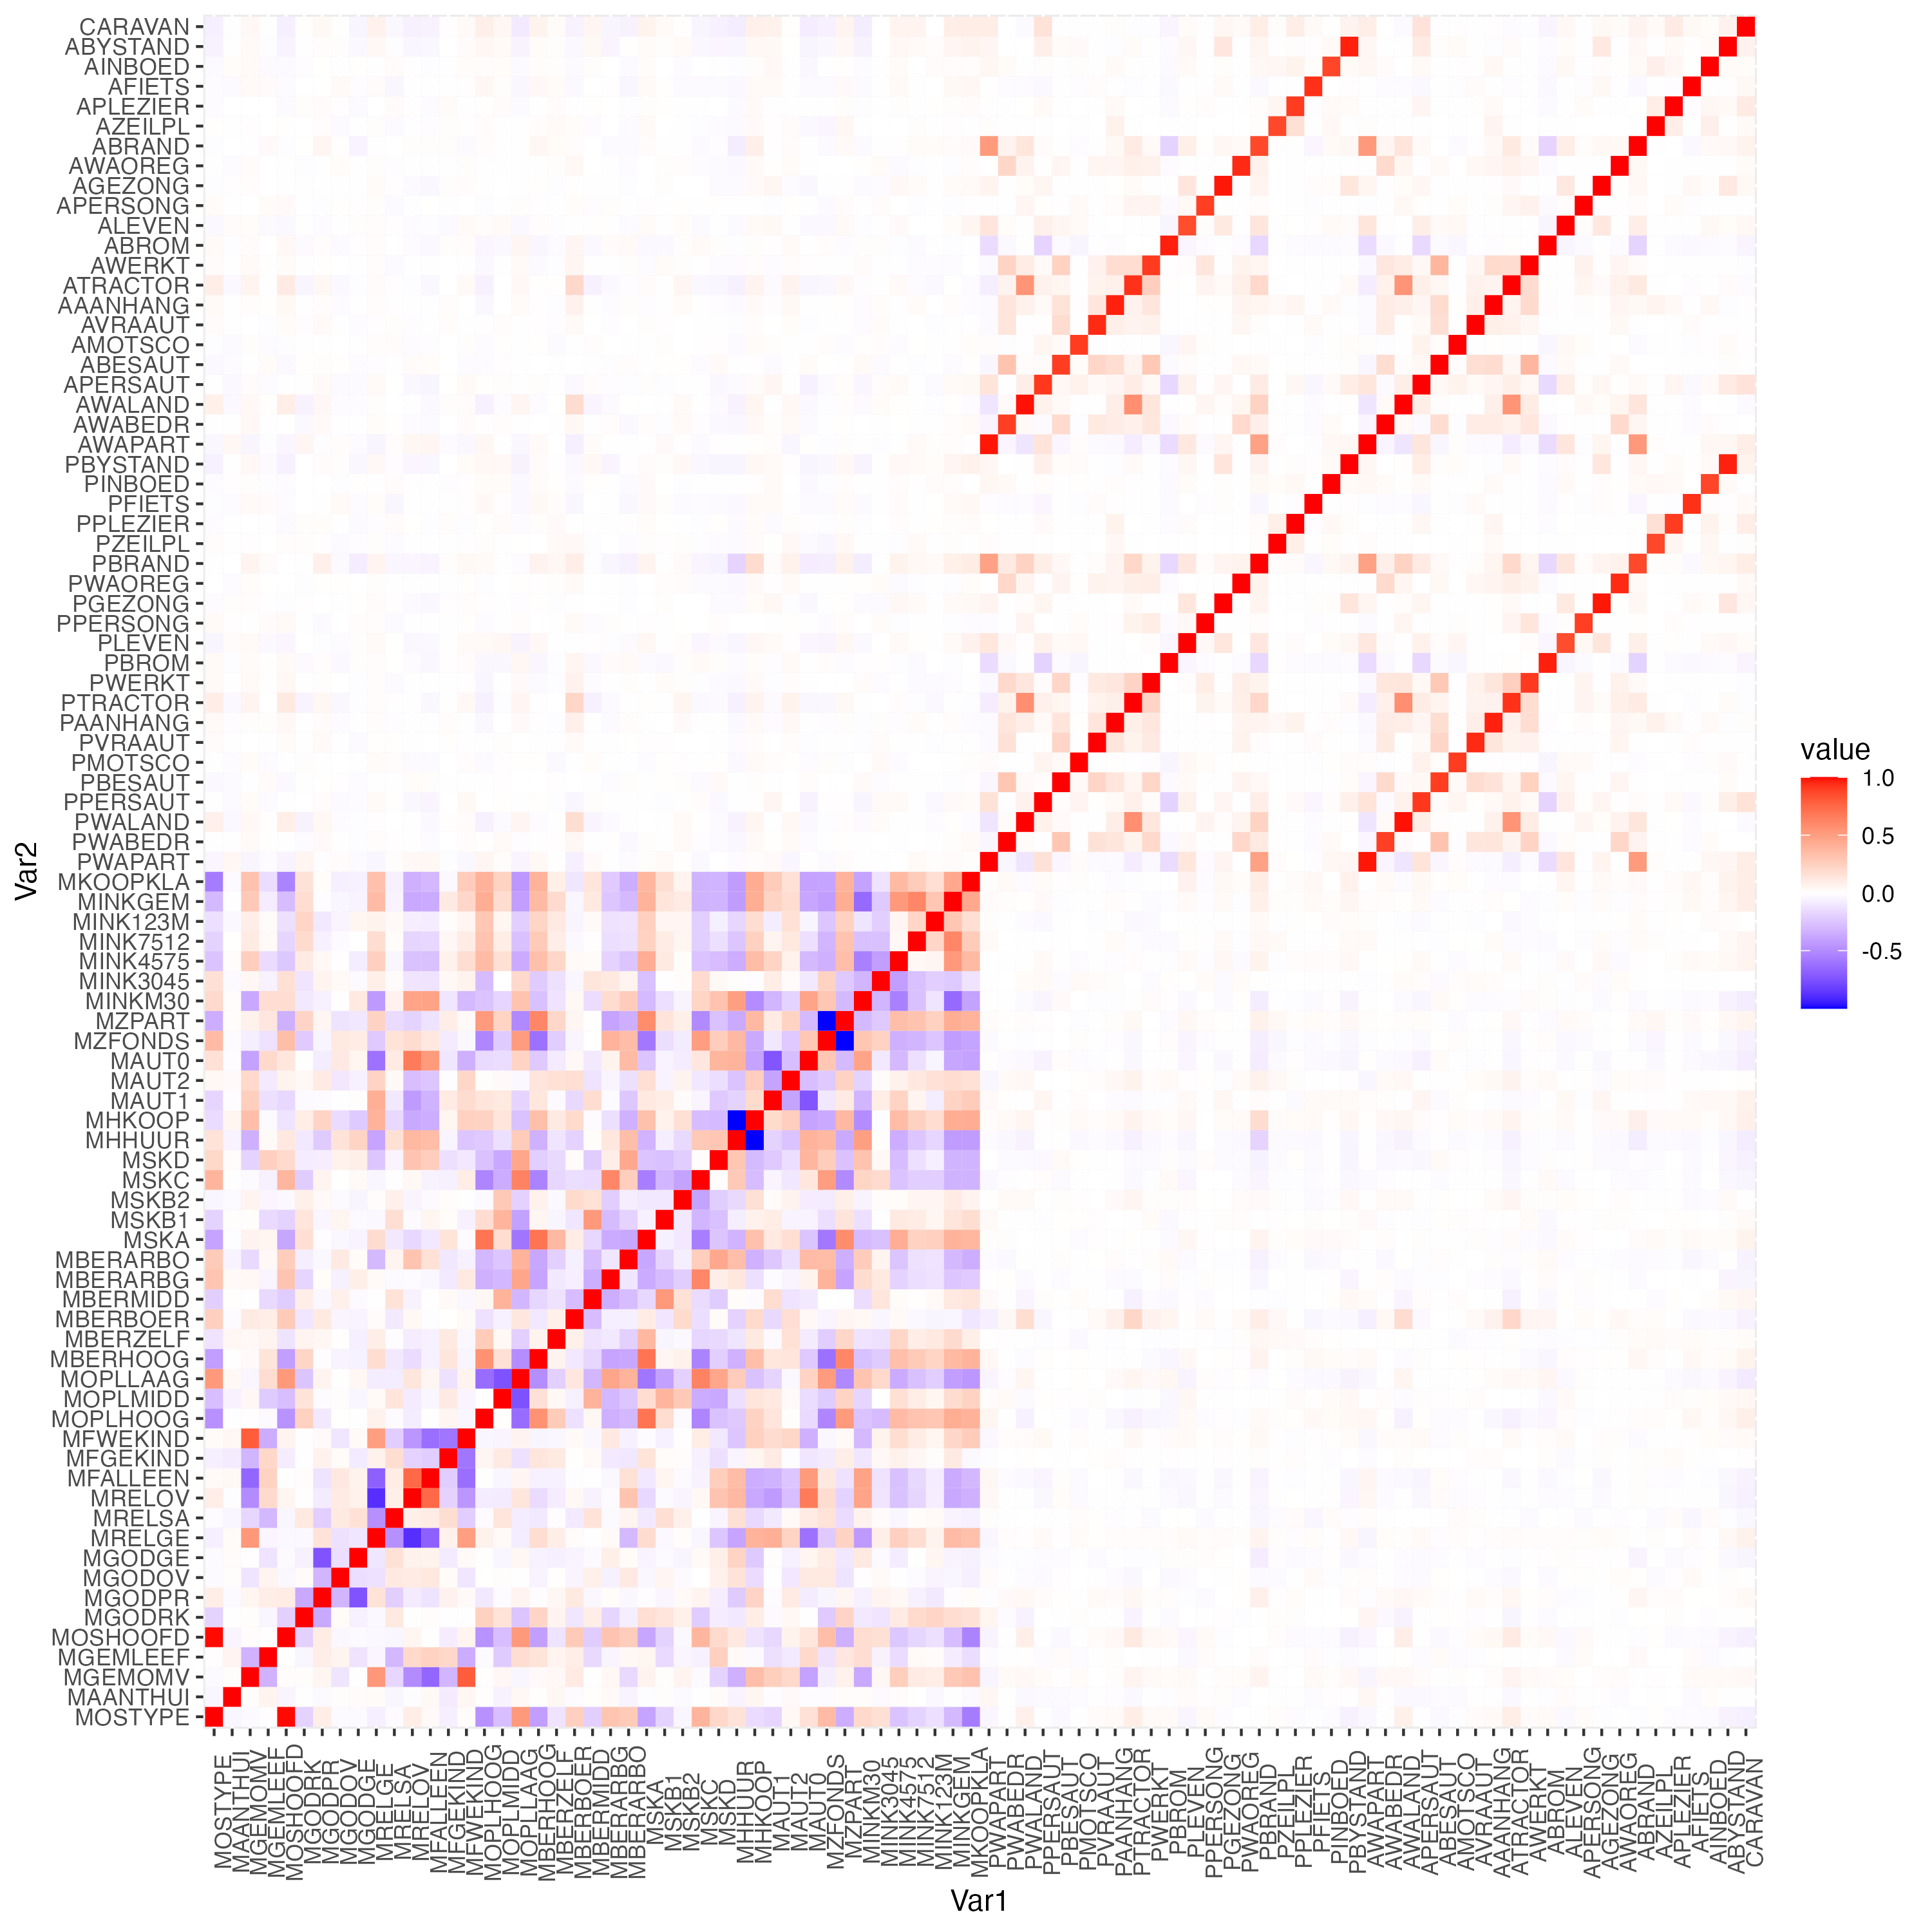 CARAVAN
ABYSTAND
AINBOED
AFIETS
APLEZIER
AZEILPL
ABRAND
AWAOREG
AGEZONG
APERSONG
ALEVEN
ABROM
AWERKT
ATRACTOR
AAANHANG
AVRAAUT
AMOTSCO
ABESAUT
APERSAUT
AWALAND
AWABEDR
AWAPART
PBYSTAND
PINBOED
PFIETS
PPLEZIER
PZEILPL
PBRAND
PWAOREG
PGEZONG
PPERSONG
PLEVEN
PBROM
PWERKT
PTRACTOR
PAANHANG
PVRAAUT
PMOTSCO
PBESAUT
PPERSAUT
PWALAND
PWABEDR
PWAPART
MKOOPKLA
MINKGEM
MINK123M
MINK7512
MINK4575
MINK3045
MINKM30
MZPART
MZFONDS
MAUT0
MAUT2
MAUT1
MHKOOP
MHHUUR
MSKD
MSKC
MSKB2
MSKB1
MSKA
MBERARBO
MBERARBG
MBERMIDD
MBERBOER
MBERZELF
MBERHOOG
MOPLLAAG
MOPLMIDD
MOPLHOOG
MFWEKIND
MFGEKIND
MFALLEEN
MRELOV
MRELSA
MRELGE
MGODGE
MGODOV
MGODPR
MGODRK
MOSHOOFD
MGEMLEEF
MGEMOMV
MAANTHUI
MOSTYPE
Var2
MOSTYPE
MAANTHUI
MGEMOMV
MGEMLEEF
MOSHOOFD
MGODRK
MGODPR
MGODOV
MGODGE
MRELGE
MRELSA
MRELOV
MFALLEEN
MFGEKIND
MFWEKIND
MOPLHOOG
MOPLMIDD
MOPLLAAG
MBERHOOG
MBERZELF
MBERBOER
MBERMIDD
MBERARBG
MBERARBO
MSKA
MSKB1
MSKB2
MSKC
MSKD
MHHUUR
MHKOOP
MAUT1
MAUT2
MAUT0
MZFONDS
MZPART
MINKM30
MINK3045
MINK4575
MINK7512
MINK123M
MINKGEM
MKOOPKLA
PWAPART
PWABEDR
PWALAND
PPERSAUT
PBESAUT
PMOTSCO
PVRAAUT
PAANHANG
PTRACTOR
PWERKT
PBROM
PLEVEN
PPERSONG
PGEZONG
PWAOREG
PBRAND
PZEILPL
PPLEZIER
PFIETS
PINBOED
PBYSTAND
AWAPART
AWABEDR
AWALAND
APERSAUT
ABESAUT
AMOTSCO
AVRAAUT
AAANHANG
ATRACTOR
AWERKT
ABROM
ALEVEN
APERSONG
AGEZONG
AWAOREG
ABRAND
AZEILPL
APLEZIER
AFIETS
AINBOED
ABYSTAND
CARAVAN
Var1
value
1.0
0.5
0.0
-0.5